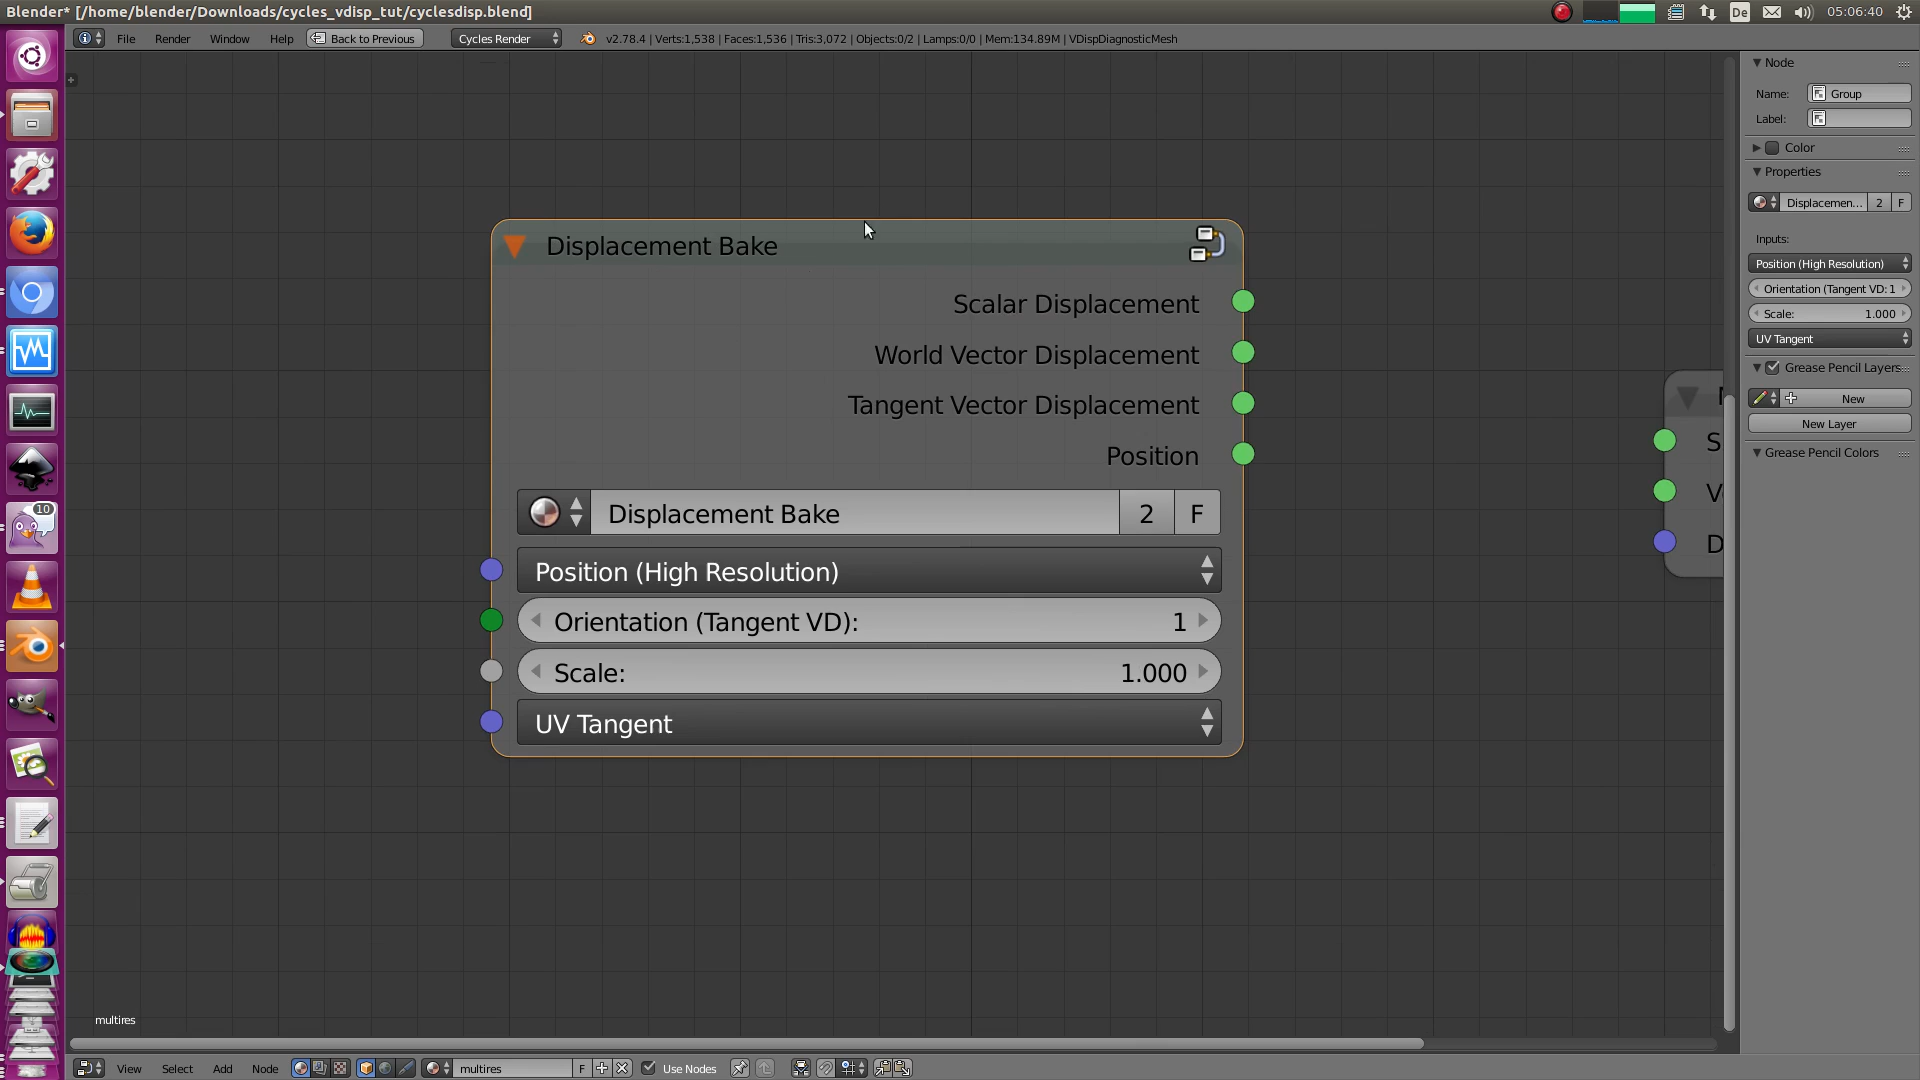 Blender* [/home/blender/Downloads/cycles_vdisp_tut/cyclesdisp.blend]
De
05:06:40
File Render Window Help Back to Previous Cycles Render v2.78.4 | Verts:1,538 | Faces:1,536 | Tris:3,072 | Objects:0/2 | Lamps:0/0 | Mem:134.89M | VDispDiagnosticMesh
Displacement Bake
Scalar Displacement
World Vector Displacement
Tangent Vector Displacement
Position
Displacement Bake 2 F
Position (High Resolution)
Orientation (Tangent VD): 1
Scale: 1.000
UV Tangent
S
V
D
10
Node
Name: Group
Label:
Color
Properties
Displacemen... 2 F
Inputs:
Position (High Resolution)
Orientation (Tangent VD: 1
Scale: 1.000
UV Tangent
Grease Pencil Layers
New
New Layer
Grease Pencil Colors
multires
View Select Add Node multires F Use Nodes